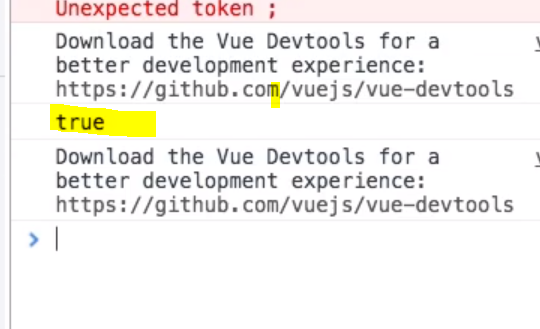 Unexpected token ;
Download the Vue Devtools for a
better development experience:
https://github.com/vuejs/vue-devtools
true
Download the Vue Devtools for a
better development experience:
https://github.com/vuejs/vue-devtools